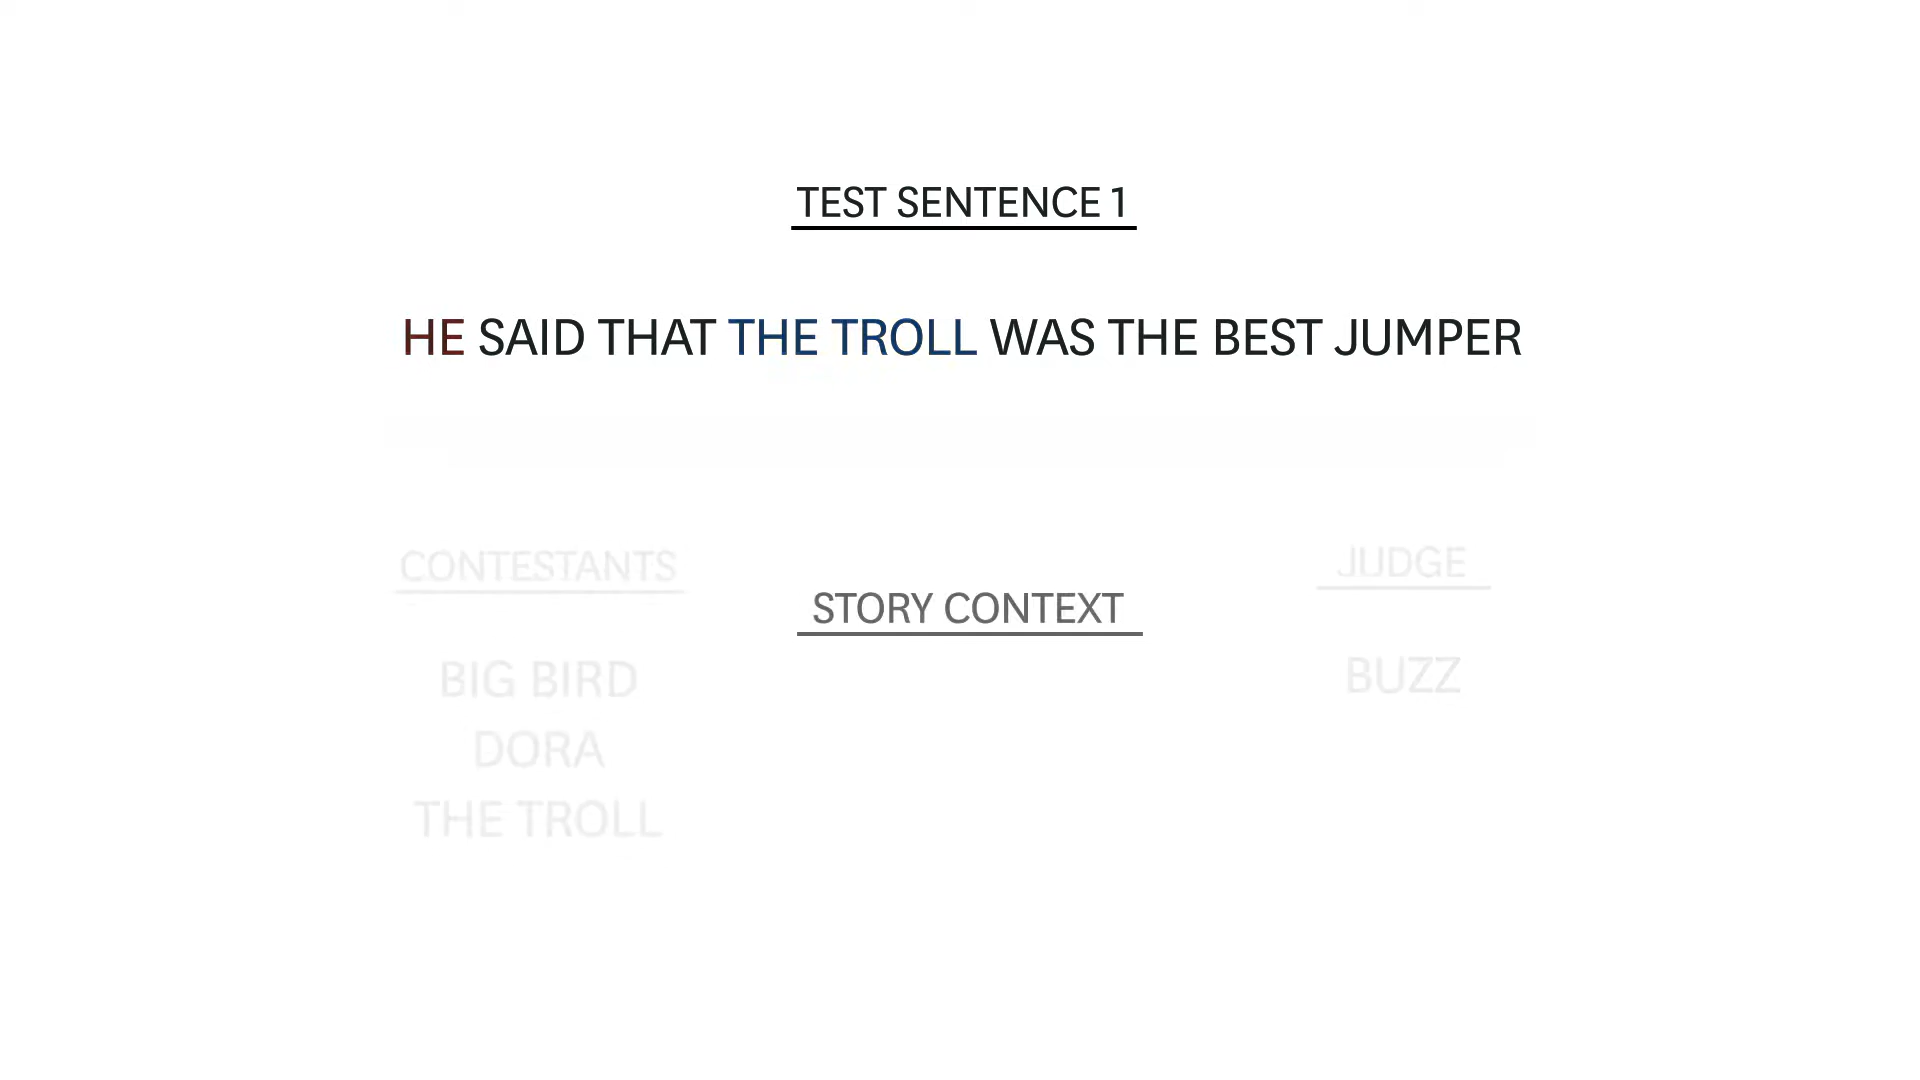 TEST SENTENCE 1
HE SAID THAT THE TROLL WAS THE BEST JUMPER
CONTESTANTS
BIG BIRD
DORA
THE TROLL
STORY CONTEXT
JUDGE
BUZZ